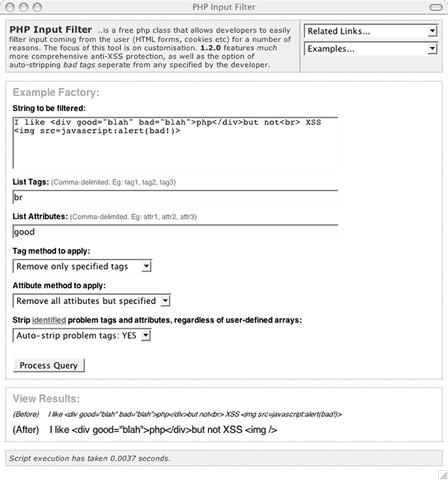 PHP Input Filter
PHP Input Filter ..is a free php class that allows developers to easily
filter input coming from the user (HTML forms, cookies etc) for a number of
reasons. The focus of this tool is on customisation. 1.2.0 features much
more comprehensive anti-XSS protection, as well as the option of
auto-stripping bad tags seperate from any specified by the developer.
Related Links...
Examples...
Example Factory:
String to be filtered:
I like <div good="blah" bad="blah">php</div>but not<br> XSS
<img src=javascript:alert(bad!)>
List Tags: (Comma-delimited. Eg: tag1, tag2, tag3)
br
List Attributes: (Comma-delimited. Eg: attr1, attr2, attr3)
good
Tag method to apply:
Remove only specified tags
Attibute method to apply:
Remove all attibutes but specified
Strip identified problem tags and attributes, regardless of user-defined arrays:
Auto-strip problem tags: YES
Process Query
View Results:
(Before) I like <div good="blah" bad="blah">php</div>but not<br> XSS <img src=javascript:alert(bad!)>
(After) I like <div good="blah">php</div>but not XSS <img />
Script execution has taken 0.0037 seconds.